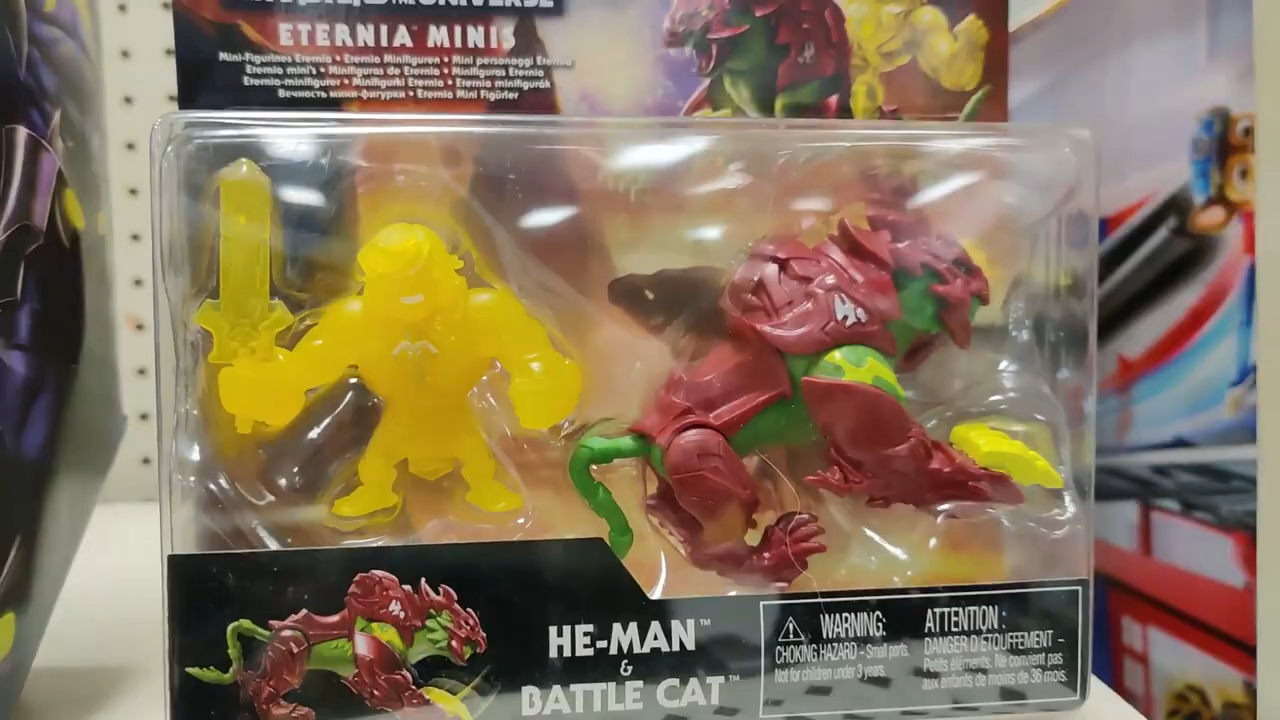 UNIVERSE
ETERNIA™ MINIS
Mini-Figurines Eternia • Eternia Minifiguren • Mini personaggi Eternia
Eternia mini's • Minifiguras de Eternia • Minifiguras Eternia
Eternia-minifigurer • Minifigurki Eternia • Eternia minifigurák
Вечность мини-фигурки • Eternia Mini Figürler
HE-MAN™
&
BATTLE CAT™
WARNING:
CHOKING HAZARD – Small parts.
Not for children under 3 years.
ATTENTION :
DANGER D'ÉTOUFFEMENT –
Petits éléments. Ne convient pas
aux enfants de moins de 36 mois.